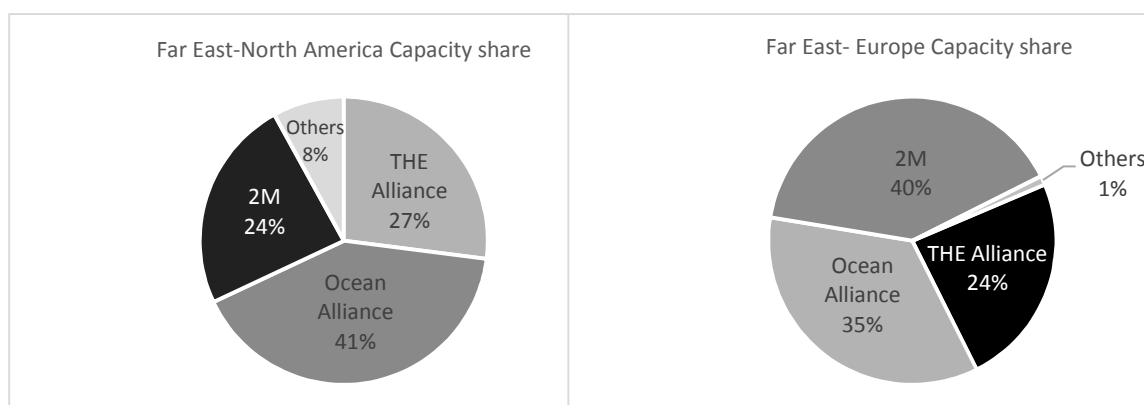 Far East-North America Capacity share
Others
8%
THE
Alliance
27%
2M
24%
Ocean
Alliance
41%
Far East- Europe Capacity share
2M
40%
Others
1%
THE Alliance
24%
Ocean
Alliance
35%